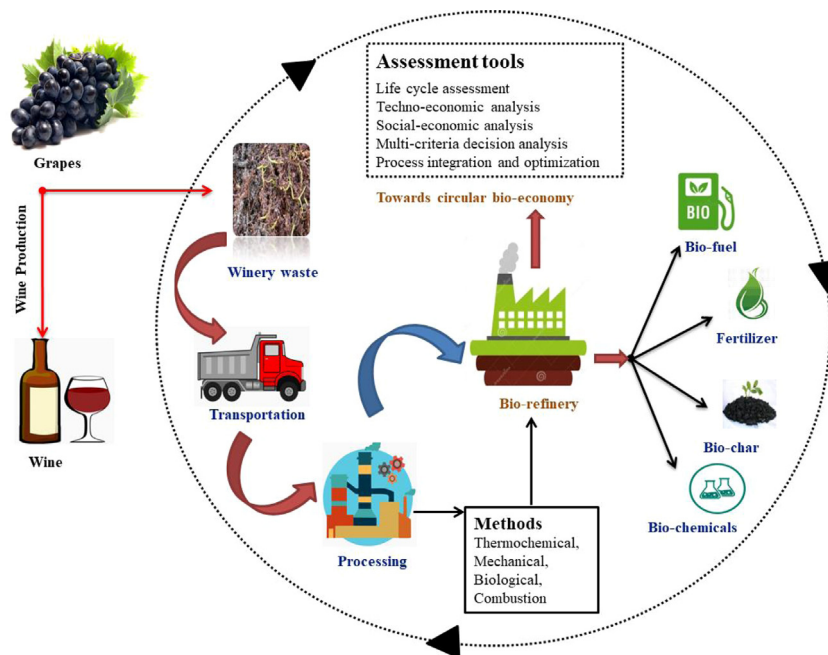 Assessment tools
Life cycle assessment
Techno-economic analysis
Social-economic analysis
Multi-criteria decision analysis
Process integration and optimization
Grapes
Towards circular bio-economy
BIO
Bio-fuel
Winery waste
Wine Production
Fertilizer
Transportation
Bio-refinery
Wine
Bio-char
Methods
Thermochemical,
Mechanical,
Biological,
Combustion
Bio-chemicals
Processing